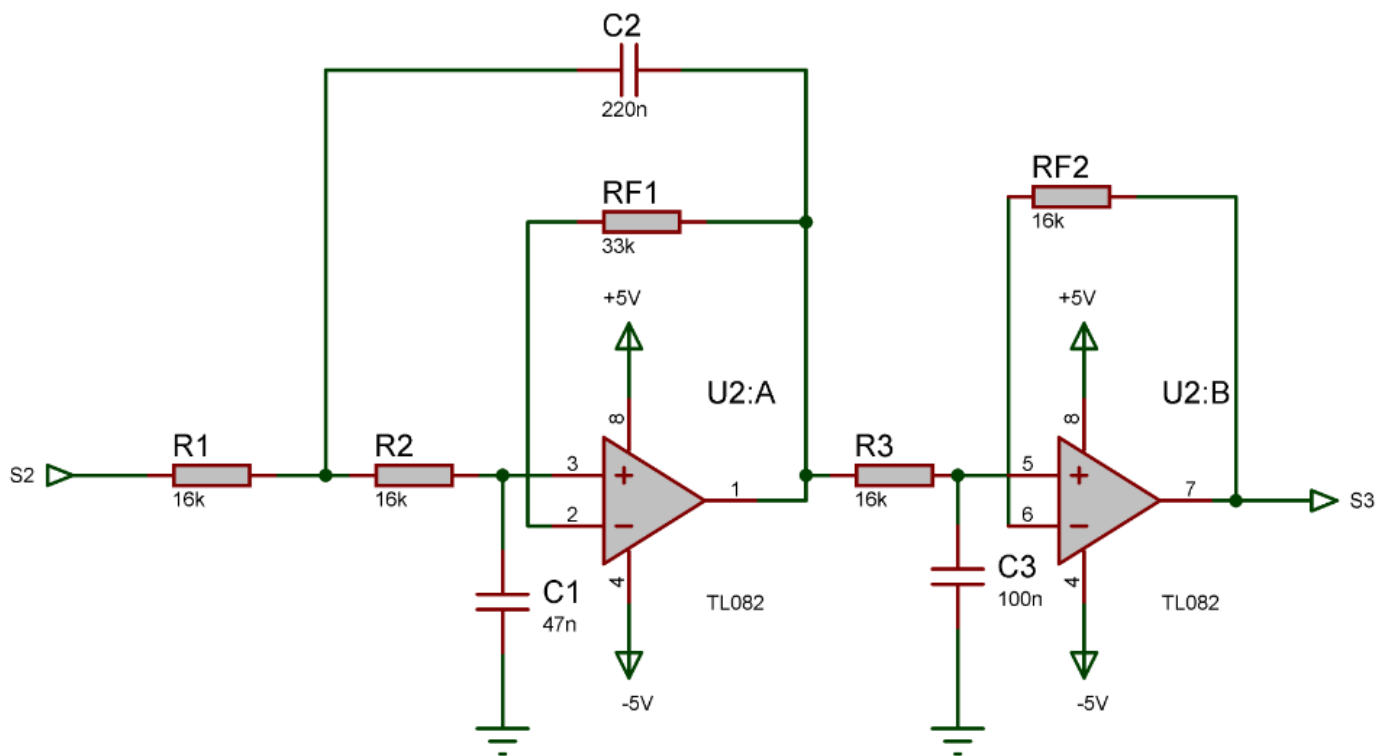 C2
220n
RF1
33k
RF2
16k
+5V
+5V
U2:A
U2:B
8
8
R1
16k
R2
16k
R3
16k
S2
3
2
1
5
6
7
S3
+
−
+
−
4
4
C1
47n
C3
100n
TL082
TL082
-5V
-5V